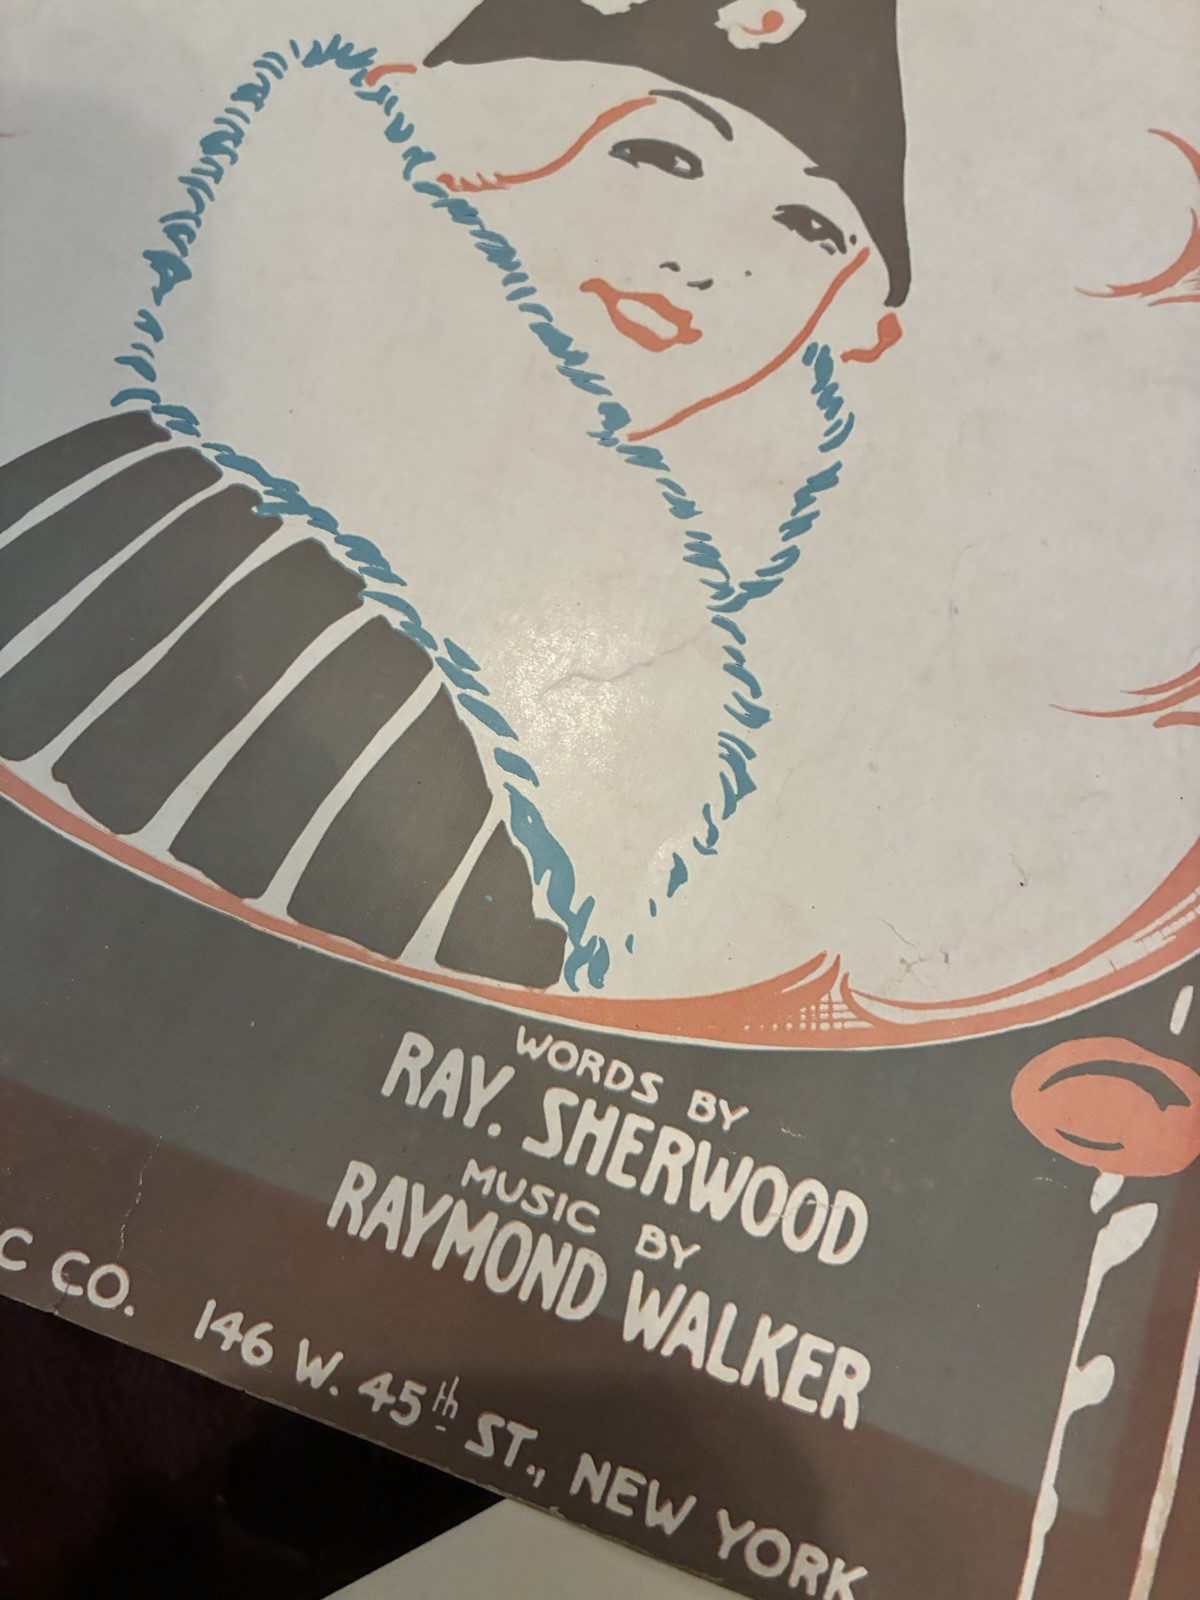 WORDS BY
RAY. SHERWOOD
MUSIC BY
RAYMOND WALKER
C CO. 146 W. 45th ST., NEW YORK